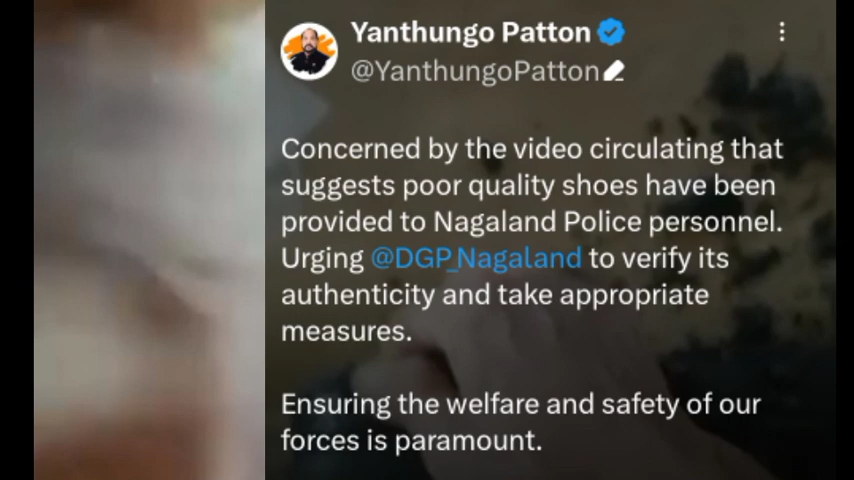 Yanthungo Patton
@YanthungoPatton
Concerned by the video circulating that
suggests poor quality shoes have been
provided to Nagaland Police personnel.
Urging @DGP_Nagaland to verify its
authenticity and take appropriate
measures.
Ensuring the welfare and safety of our
forces is paramount.